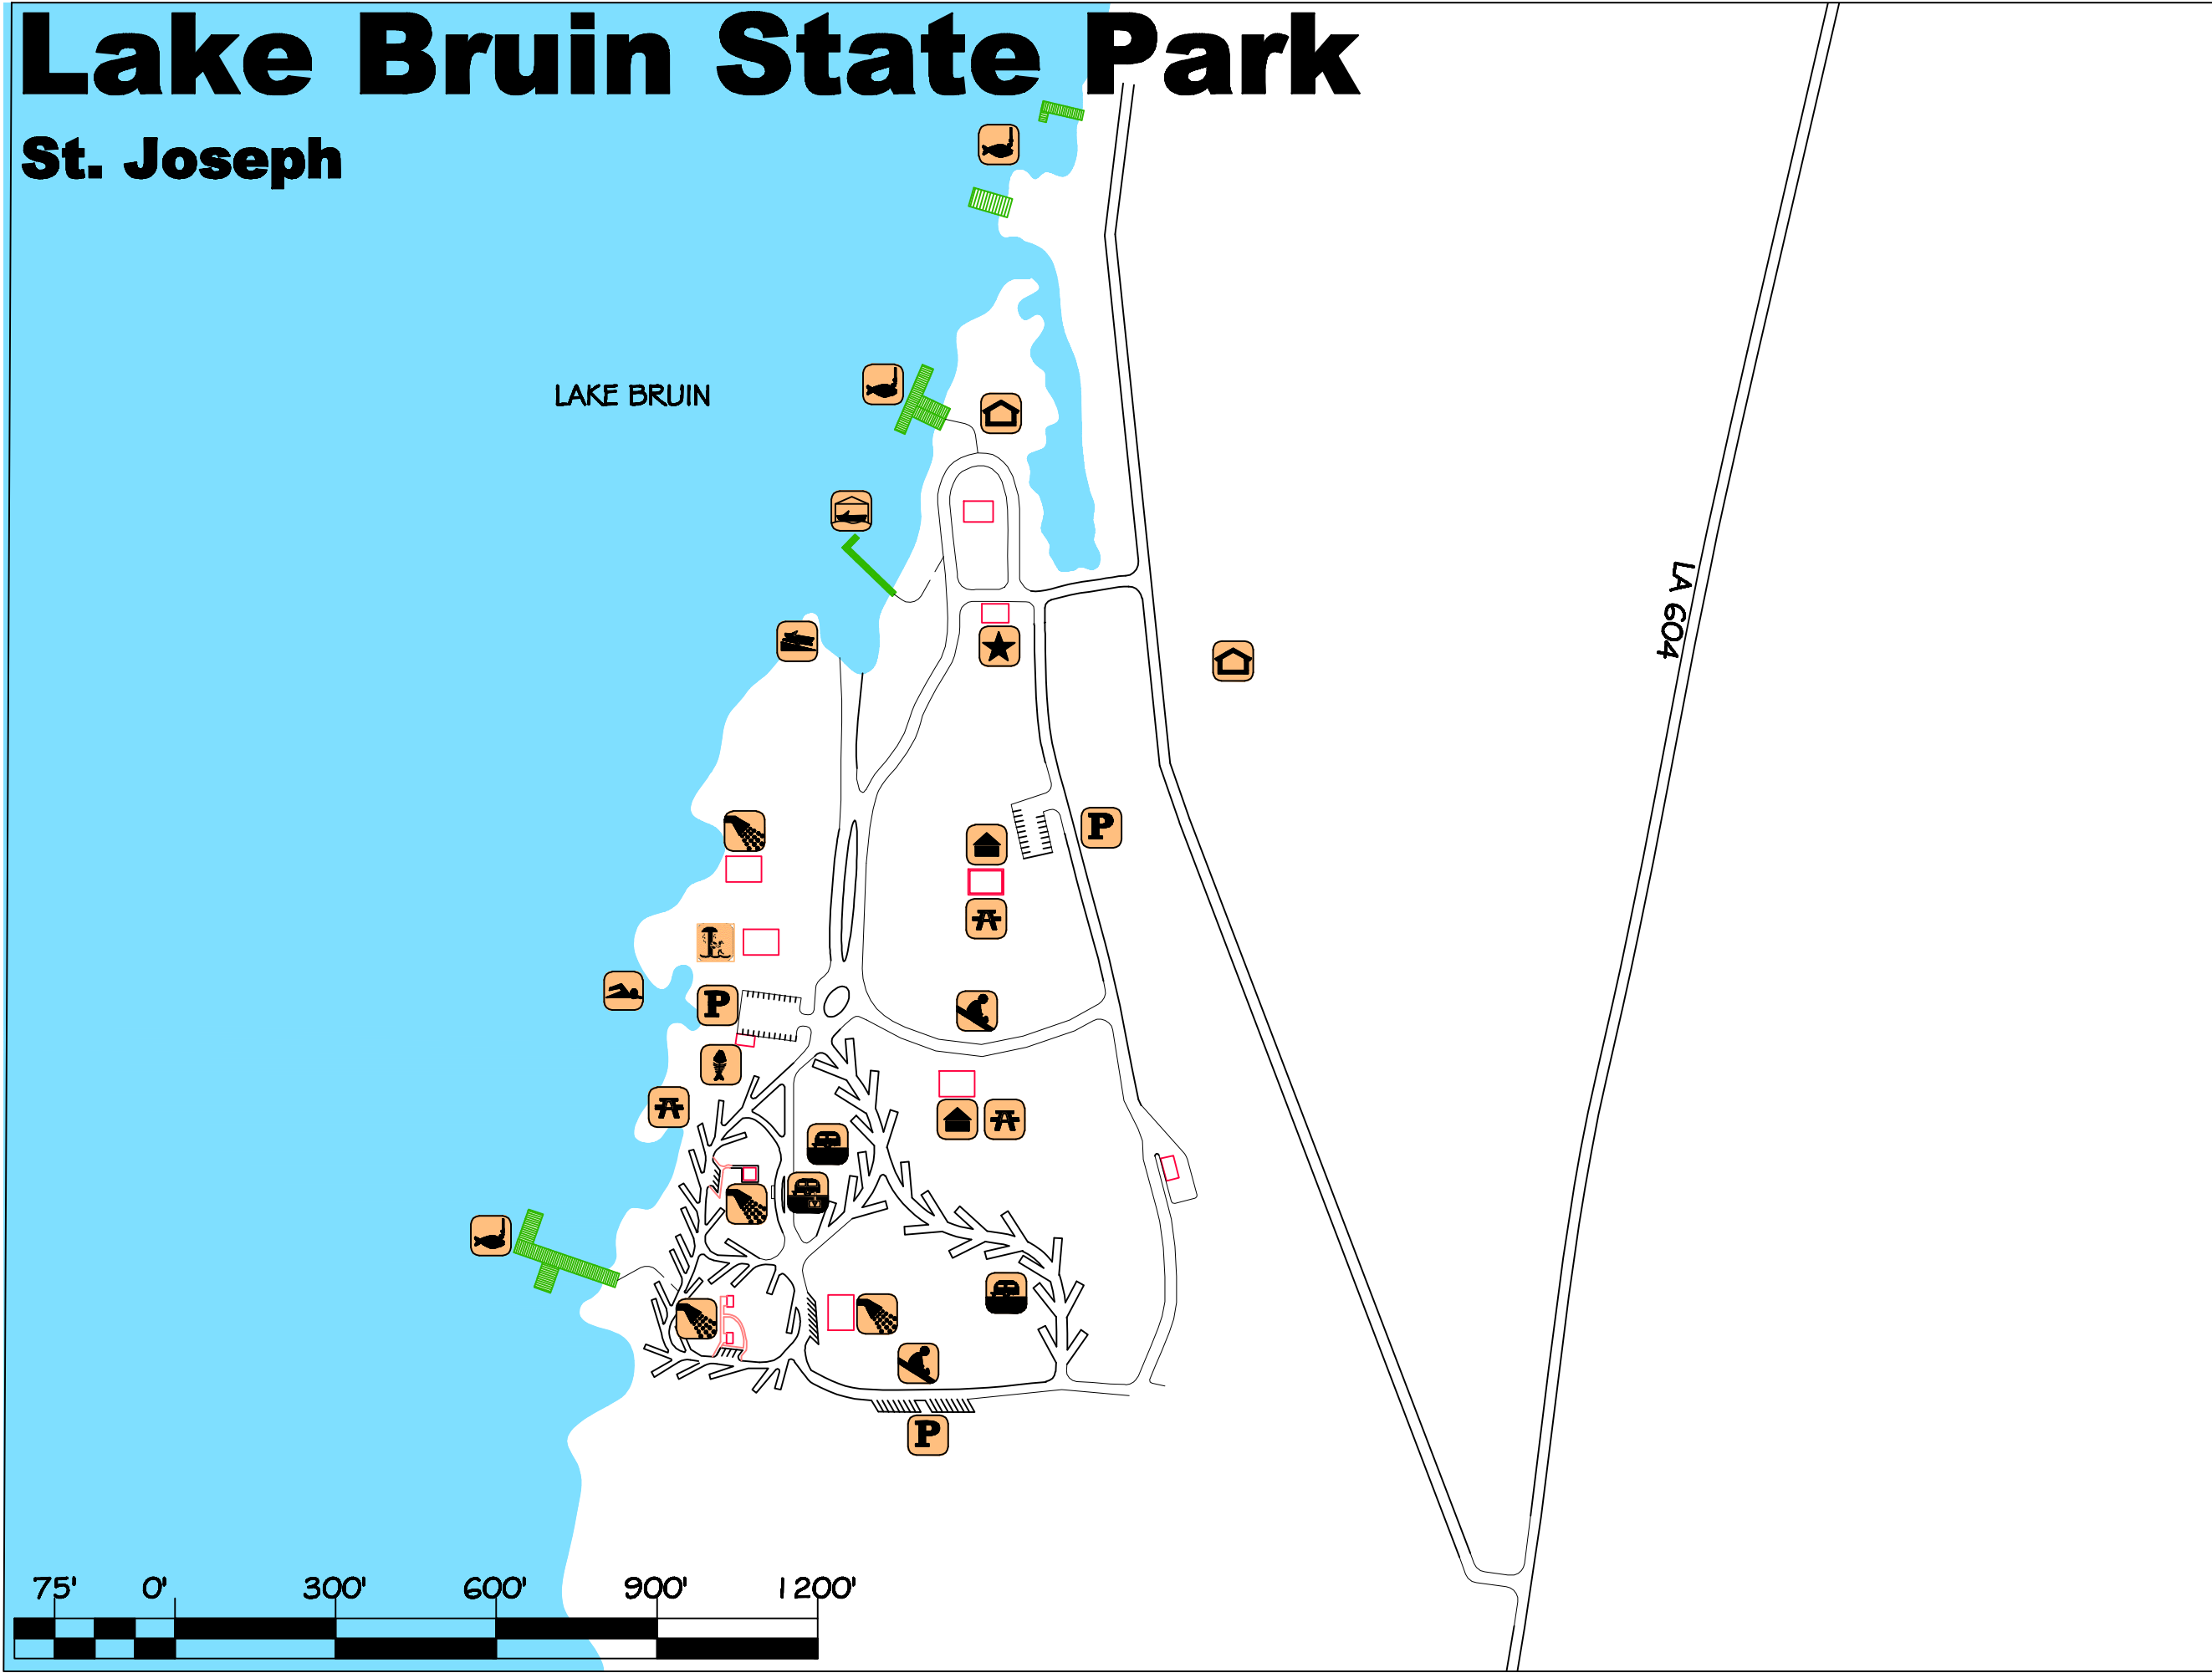 Lake Bruin State Park
St. Joseph
LAKE BRUIN
LA 604
P
P
P
75' 0' 300' 600' 900' 1200'